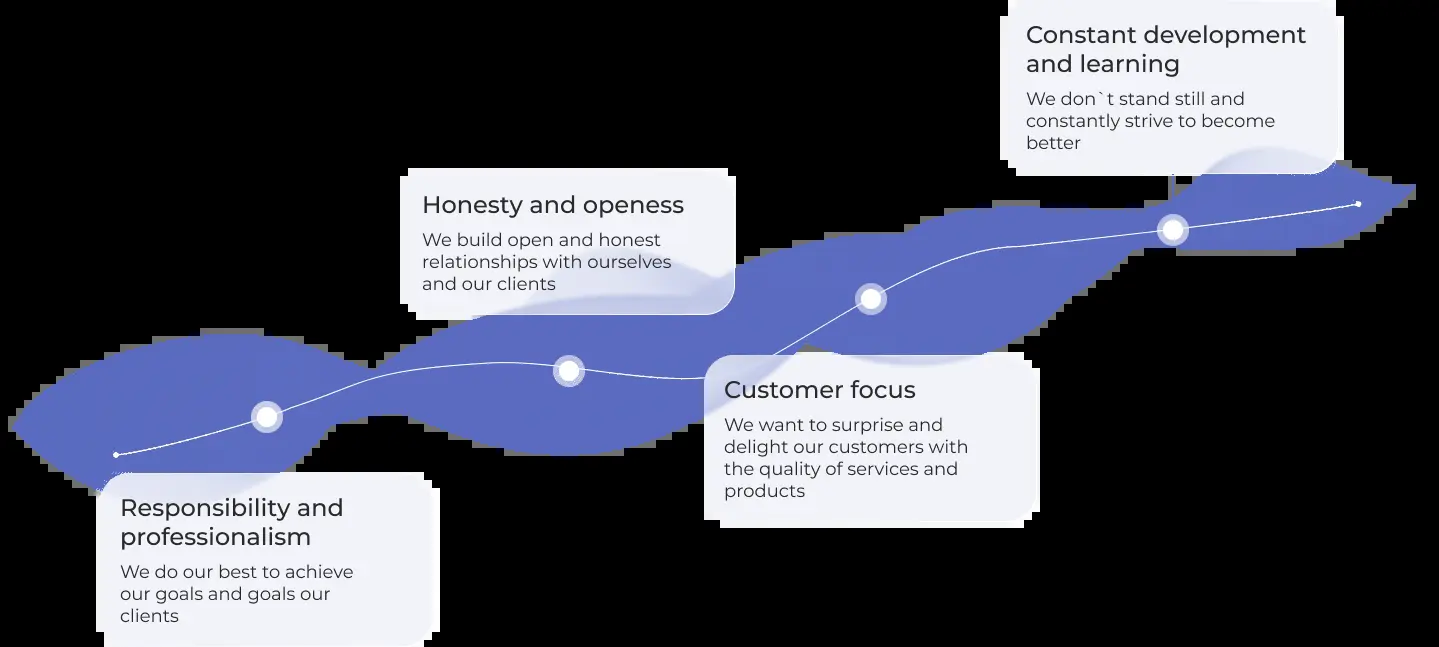 Constant development
and learning
We don`t stand still and
constantly strive to become
better
Honesty and openess
We build open and honest
relationships with ourselves
and our clients
Customer focus
We want to surprise and
delight our customers with
the quality of services and
products
Responsibility and
professionalism
We do our best to achieve
our goals and goals our
clients